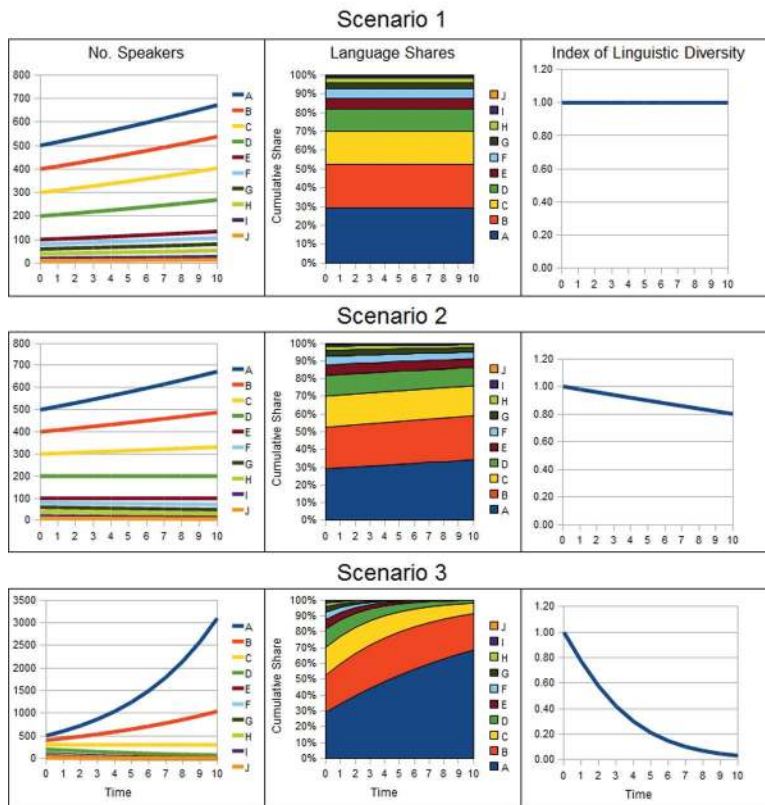 Scenario 1
No. Speakers
800
700
600
500
400
300
200
100
0
0 1 2 3 4 5 6 7 8 9 10
A
B
C
D
E
F
G
H
I
J
Language Shares
Cumulative Share
100%
90%
80%
70%
60%
50%
40%
30%
20%
10%
0%
0 1 2 3 4 5 6 7 8 9 10
J
I
H
G
F
E
D
C
B
A
Index of Linguistic Diversity
1.20
1.00
0.80
0.60
0.40
0.20
0.00
0 1 2 3 4 5 6 7 8 9 10
Scenario 2
800
700
600
500
400
300
200
100
0
0 1 2 3 4 5 6 7 8 9 10
A
B
C
D
E
F
G
H
I
J
Cumulative Share
100%
90%
80%
70%
60%
50%
40%
30%
20%
10%
0%
0 1 2 3 4 5 6 7 8 9 10
J
I
H
G
F
E
D
C
B
A
1.20
1.00
0.80
0.60
0.40
0.20
0.00
0 1 2 3 4 5 6 7 8 9 10
Scenario 3
3500
3000
2500
2000
1500
1000
500
0
0 1 2 3 4 5 6 7 8 9 10
Time
A
B
C
D
E
F
G
H
I
J
Cumulative Share
100%
90%
80%
70%
60%
50%
40%
30%
20%
10%
0%
0 1 2 3 4 5 6 7 8 9 10
Time
J
I
H
G
F
E
D
C
B
A
1.20
1.00
0.80
0.60
0.40
0.20
0.00
0 1 2 3 4 5 6 7 8 9 10
Time